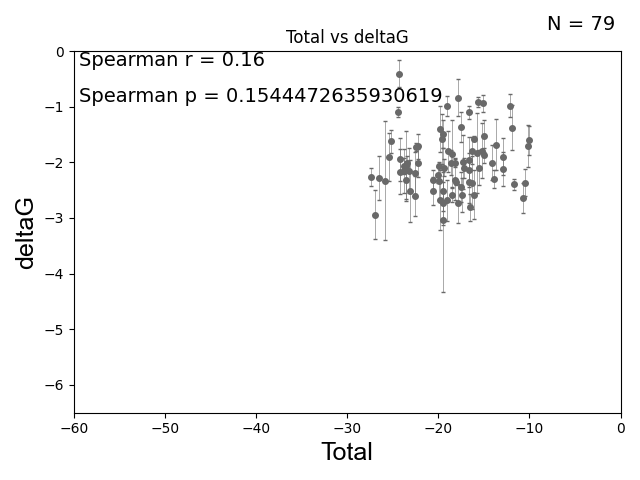 N = 79
Total vs deltaG
Spearman r = 0.16
Spearman p = 0.1544472635930619
0
−1
−2
−3
−4
−5
−6
deltaG
−60 −50 −40 −30 −20 −10 0
Total